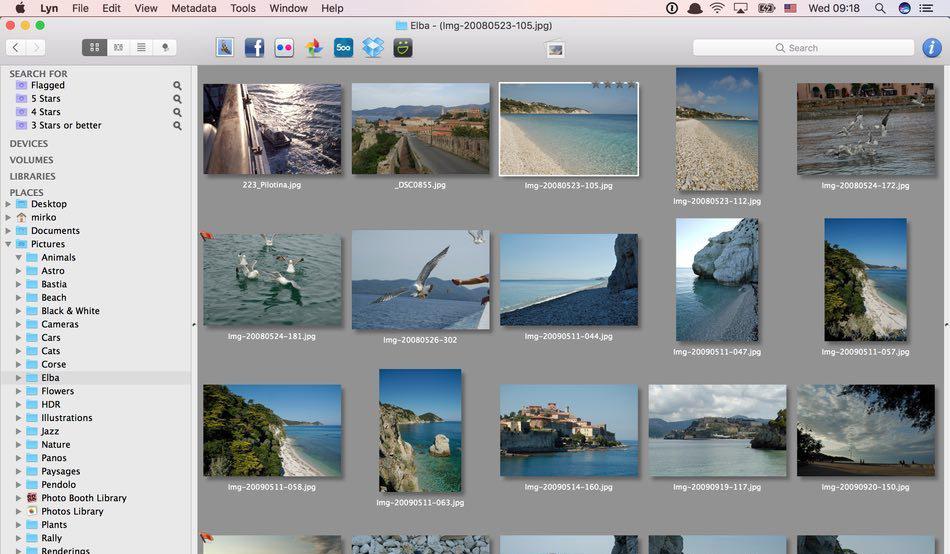 Lyn File Edit View Metadata Tools Window Help Wed 09:18
Elba - (Img-20080523-105.jpg)
500
Search
SEARCH FOR
Flagged
5 Stars
4 Stars
3 Stars or better
DEVICES
VOLUMES
LIBRARIES
PLACES
Desktop
mirko
Documents
Pictures
Animals
Astro
Bastia
Beach
Black & White
Cameras
Cars
Cats
Corse
Elba
Flowers
HDR
Illustrations
Jazz
Nature
Panos
Paysages
Pendolo
Photo Booth Library
Photos Library
Plants
Rally
Renderings
223_Pilotina.jpg
_DSC0855.jpg
Img-20080523-105.jpg
Img-20080523-112.jpg
Img-20080524-172.jpg
Img-20080524-181.jpg
Img-20080526-302
Img-20090511-044.jpg
Img-20090511-047.jpg
Img-20090511-057.jpg
Img-20090511-058.jpg
Img-20090511-063.jpg
Img-20090514-160.jpg
Img-20090919-117.jpg
Img-20090920-150.jpg